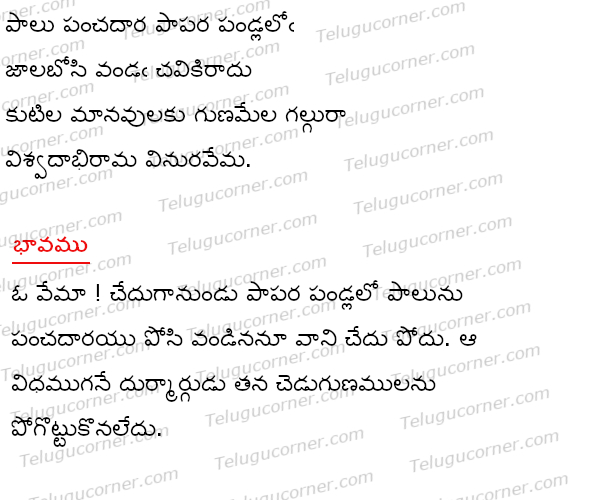 పాలు పంచదార పాపర పండ్లలోఁ
జాలబోసి వండఁ చవికిరాదు
కుటిల మానవులకు గుణమేల గల్గురా
విశ్వదాభిరామ వినురవేమ.
భావము
ఓ వేమా ! చేదుగానుండు పాపర పండ్లలో పాలును
పంచదారయు పోసి వండిననూ వాని చేదు పోదు. ఆ
విధముగనే దుర్మార్గుడు తన చెడుగుణములను
పోగొట్టుకొనలేదు.
Telugucorner.com